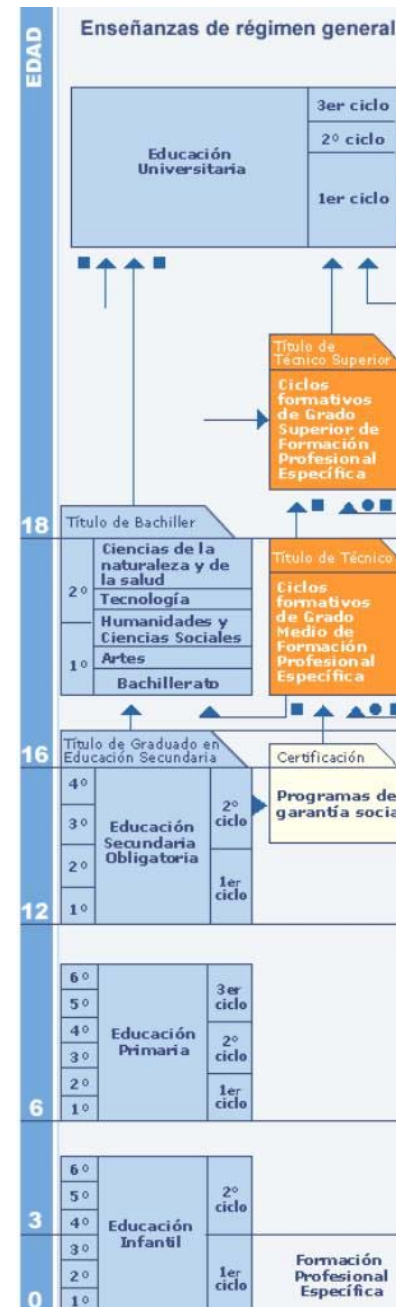 EDAD
Enseñanzas de régimen general
Educación
Universitaria
3er ciclo
2º ciclo
1er ciclo
Título de
Técnico Superior
Ciclos
formativos
de Grado
Superior de
Formación
Profesional
Específica
18
Título de Bachiller
2º
1º
Ciencias de la
naturaleza y de
la salud
Tecnología
Humanidades y
Ciencias Sociales
Artes
Bachillerato
Título de Técnico
Ciclos
formativos
de Grado
Medio de
Formación
Profesional
Específica
16
Título de Graduado en
Educación Secundaria
Certificación
4º
3º
2º
1º
Educación
Secundaria
Obligatoria
2º
ciclo
1er
ciclo
Programas de
garantía socia
12
6º
5º
4º
3º
2º
1º
Educación
Primaria
3er
ciclo
2º
ciclo
1er
ciclo
6
6º
5º
4º
3º
2º
1º
Educación
Infantil
2º
ciclo
1er
ciclo
3
Formación
Profesional
Específica
0